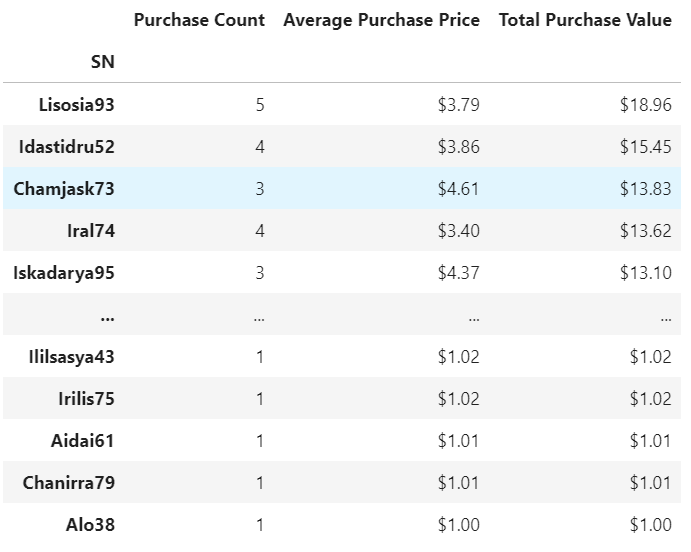 Purchase Count Average Purchase Price Total Purchase Value
SN
Lisosia93 5 $3.79 $18.96
Idastidru52 4 $3.86 $15.45
Chamjask73 3 $4.61 $13.83
Iral74 4 $3.40 $13.62
Iskadarya95 3 $4.37 $13.10
... ... ... ...
Ililsasya43 1 $1.02 $1.02
Irilis75 1 $1.02 $1.02
Aidai61 1 $1.01 $1.01
Chanirra79 1 $1.01 $1.01
Alo38 1 $1.00 $1.00